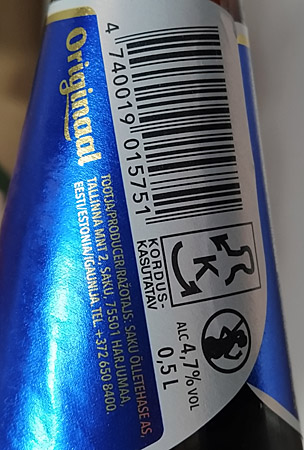 Originaal
TOOTJA/PRODUCER/RAŽOTAJS: SAKU ÕLLETEHASE AS,
TALLINNA MNT 2, SAKU, 75501 HARJUMAA,
EESTI/ESTONIA/IGAUNIJA, TEL. +372 650 8400.
4 740019 015751
KORDUS-
KASUTATAV
K
ALC 4,7% VOL
0,5 L